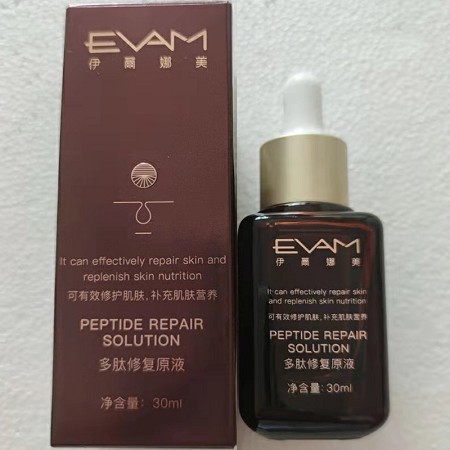 EVAM
伊爾娜美
It can effectively repair skin and
replenish skin nutrition
可有效修护肌肤、补充肌肤营养
PEPTIDE REPAIR
SOLUTION
多肽修复原液
净含量：30ml
EVAM
伊爾娜美
It can effectively repair skin
and replenish skin nutrition
可有效修护肌肤、补充肌肤营养
PEPTIDE REPAIR
SOLUTION
多肽修复原液
净含量：30ml